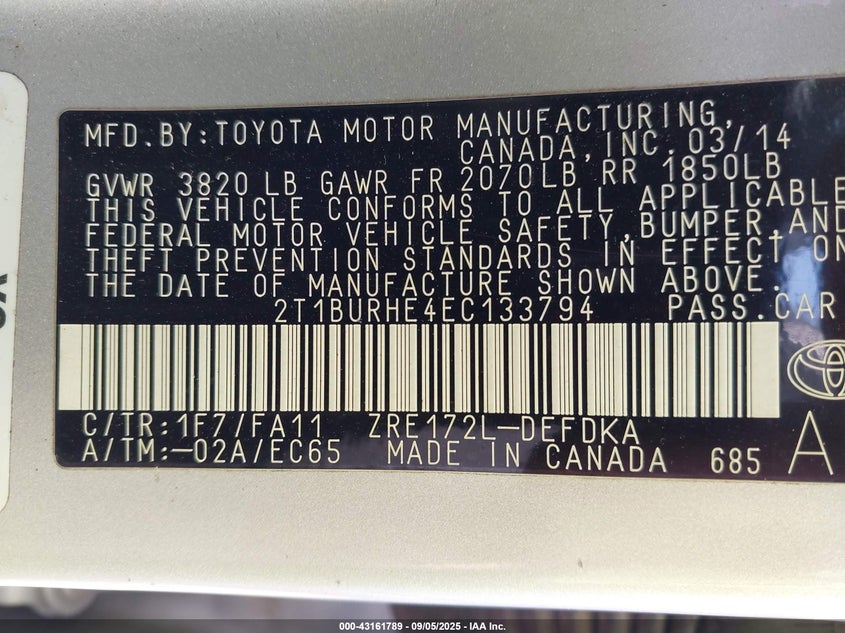 MFD.BY:TOYOTA MOTOR MANUFACTURING,
CANADA, INC. 03/14
GVWR 3820 LB GAWR FR 2070LB RR 1850LB
THIS VEHICLE CONFORMS TO ALL APPLICABLE
FEDERAL MOTOR VEHICLE SAFETY, BUMPER, AND
THEFT PREVENTION STANDARDS IN EFFECT ON
THE DATE OF MANUFACTURE SHOWN ABOVE.
2T1BURHE4EC133794 PASS.CAR
C/TR:1F7/FA11 ZRE172L-DEFDKA
A/TM:-02A/EC65 MADE IN CANADA 685 A
000-43161789 - 09/05/2025 - IAA Inc.